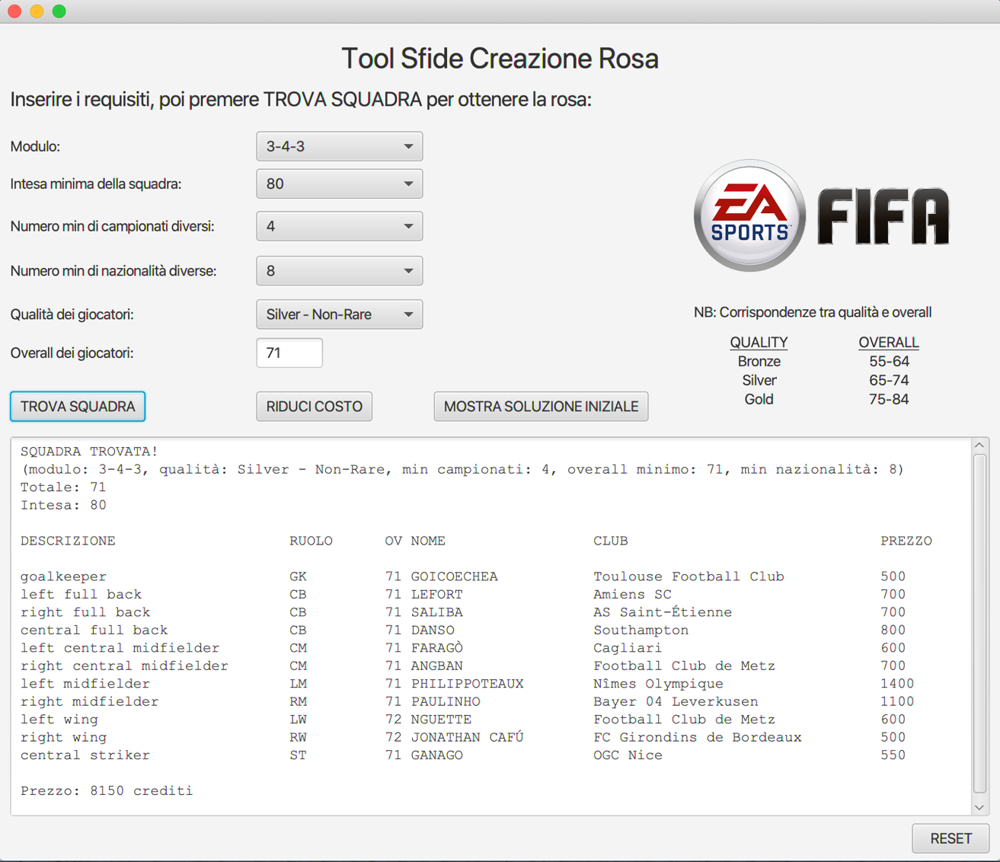 Tool Sfide Creazione Rosa
Inserire i requisiti, poi premere TROVA SQUADRA per ottenere la rosa:
Modulo: 3-4-3
Intesa minima della squadra: 80
Numero min di campionati diversi: 4
Numero min di nazionalità diverse: 8
Qualità dei giocatori: Silver - Non-Rare
Overall dei giocatori: 71
EA SPORTS™ FIFA
NB: Corrispondenze tra qualità e overall
QUALITY OVERALL
Bronze 55-64
Silver 65-74
Gold 75-84
TROVA SQUADRA RIDUCI COSTO MOSTRA SOLUZIONE INIZIALE
SQUADRA TROVATA!
(modulo: 3-4-3, qualità: Silver - Non-Rare, min campionati: 4, overall minimo: 71, min nazionalità: 8)
Totale: 71
Intesa: 80
DESCRIZIONE RUOLO OV NOME CLUB PREZZO
goalkeeper GK 71 GOICOECHEA Toulouse Football Club 500
left full back CB 71 LEFORT Amiens SC 700
right full back CB 71 SALIBA AS Saint-Étienne 700
central full back CB 71 DANSO Southampton 800
left central midfielder CM 71 FARAGÒ Cagliari 600
right central midfielder CM 71 ANGBAN Football Club de Metz 700
left midfielder LM 71 PHILIPPOTEAUX Nîmes Olympique 1400
right midfielder RM 71 PAULINHO Bayer 04 Leverkusen 1100
left wing LW 72 NGUETTE Football Club de Metz 600
right wing RW 72 JONATHAN CAFÚ FC Girondins de Bordeaux 500
central striker ST 71 GANAGO OGC Nice 550
Prezzo: 8150 crediti
RESET